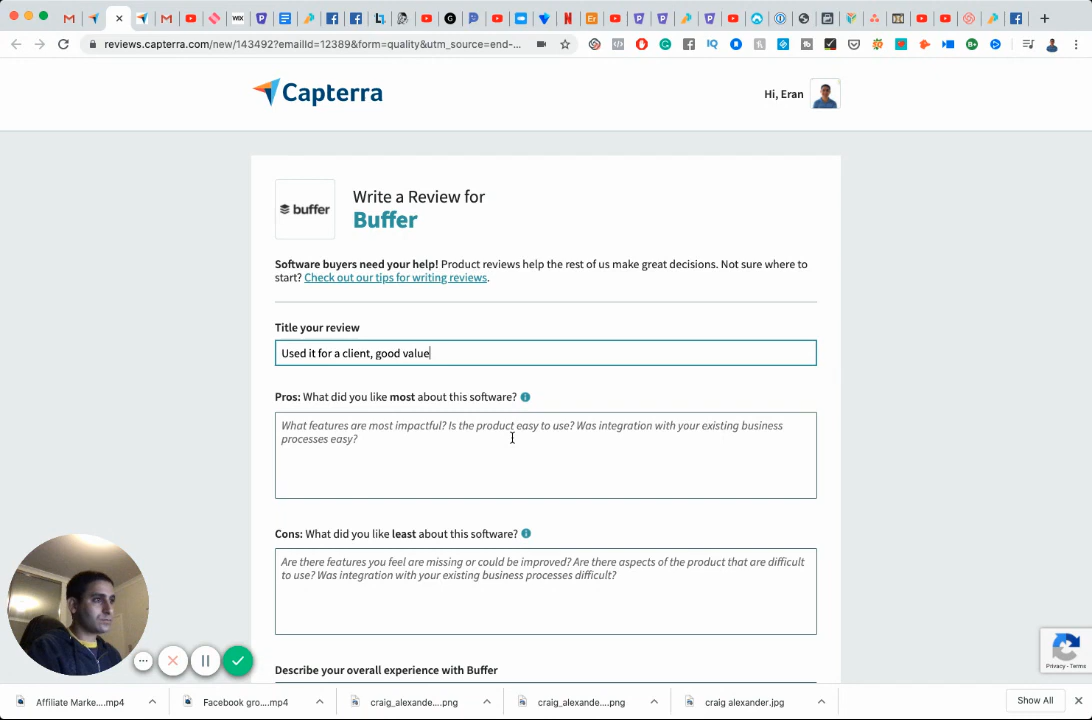 reviews.capterra.com/new/143492?emailId=12389&form=quality&utm_source=end-...
Capterra
Hi, Eran
buffer
Write a Review for
Buffer
Software buyers need your help! Product reviews help the rest of us make great decisions. Not sure where to
start? Check out our tips for writing reviews.
Title your review
Used it for a client, good value
Pros: What did you like most about this software?
What features are most impactful? Is the product easy to use? Was integration with your existing business
processes easy?
Cons: What did you like least about this software?
Are there features you feel are missing or could be improved? Are there aspects of the product that are difficult
to use? Was integration with your existing business processes difficult?
Privacy - Terms
Describe your overall experience with Buffer
Affiliate Marke....mp4
Facebook gro....mp4
craig_alexande....png
craig_alexande....png
craig alexander.jpg
Show All